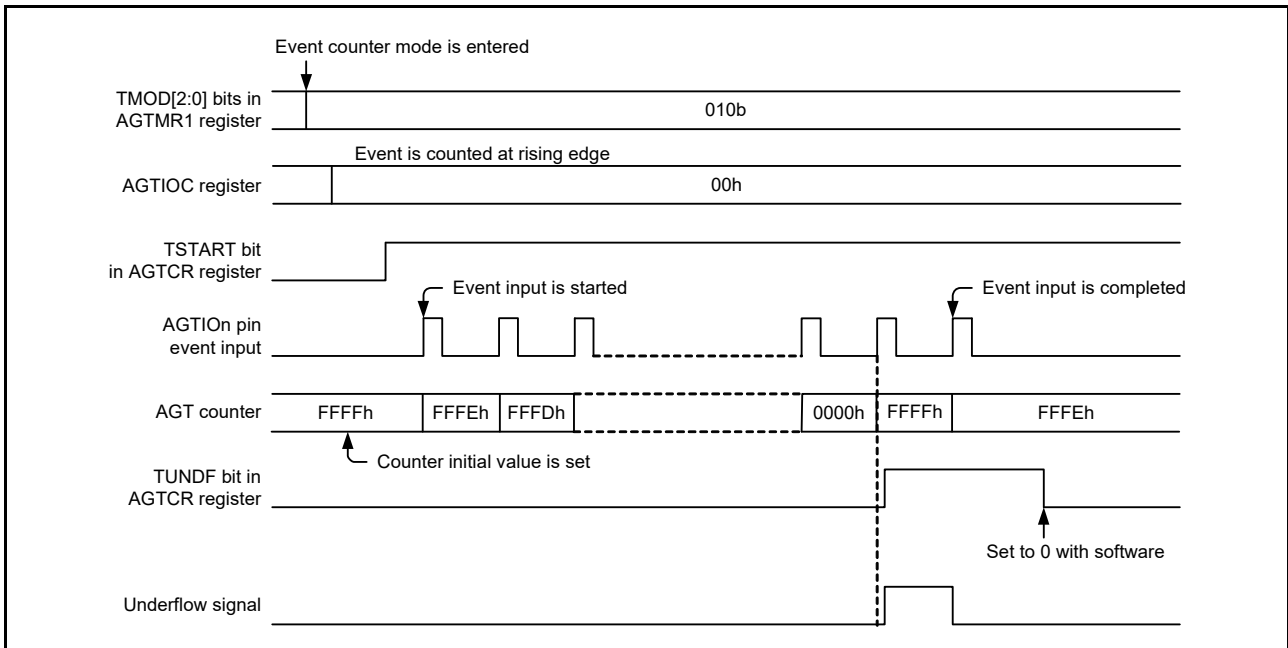 Event counter mode is entered
TMOD[2:0] bits in
AGTMR1 register
010b
Event is counted at rising edge
AGTIOC register
00h
TSTART bit
in AGTCR register
Event input is started
Event input is completed
AGTIOn pin
event input
AGT counter
FFFFh
FFFEh
FFFDh
0000h
FFFFh
FFFEh
Counter initial value is set
TUNDF bit in
AGTCR register
Set to 0 with software
Underflow signal